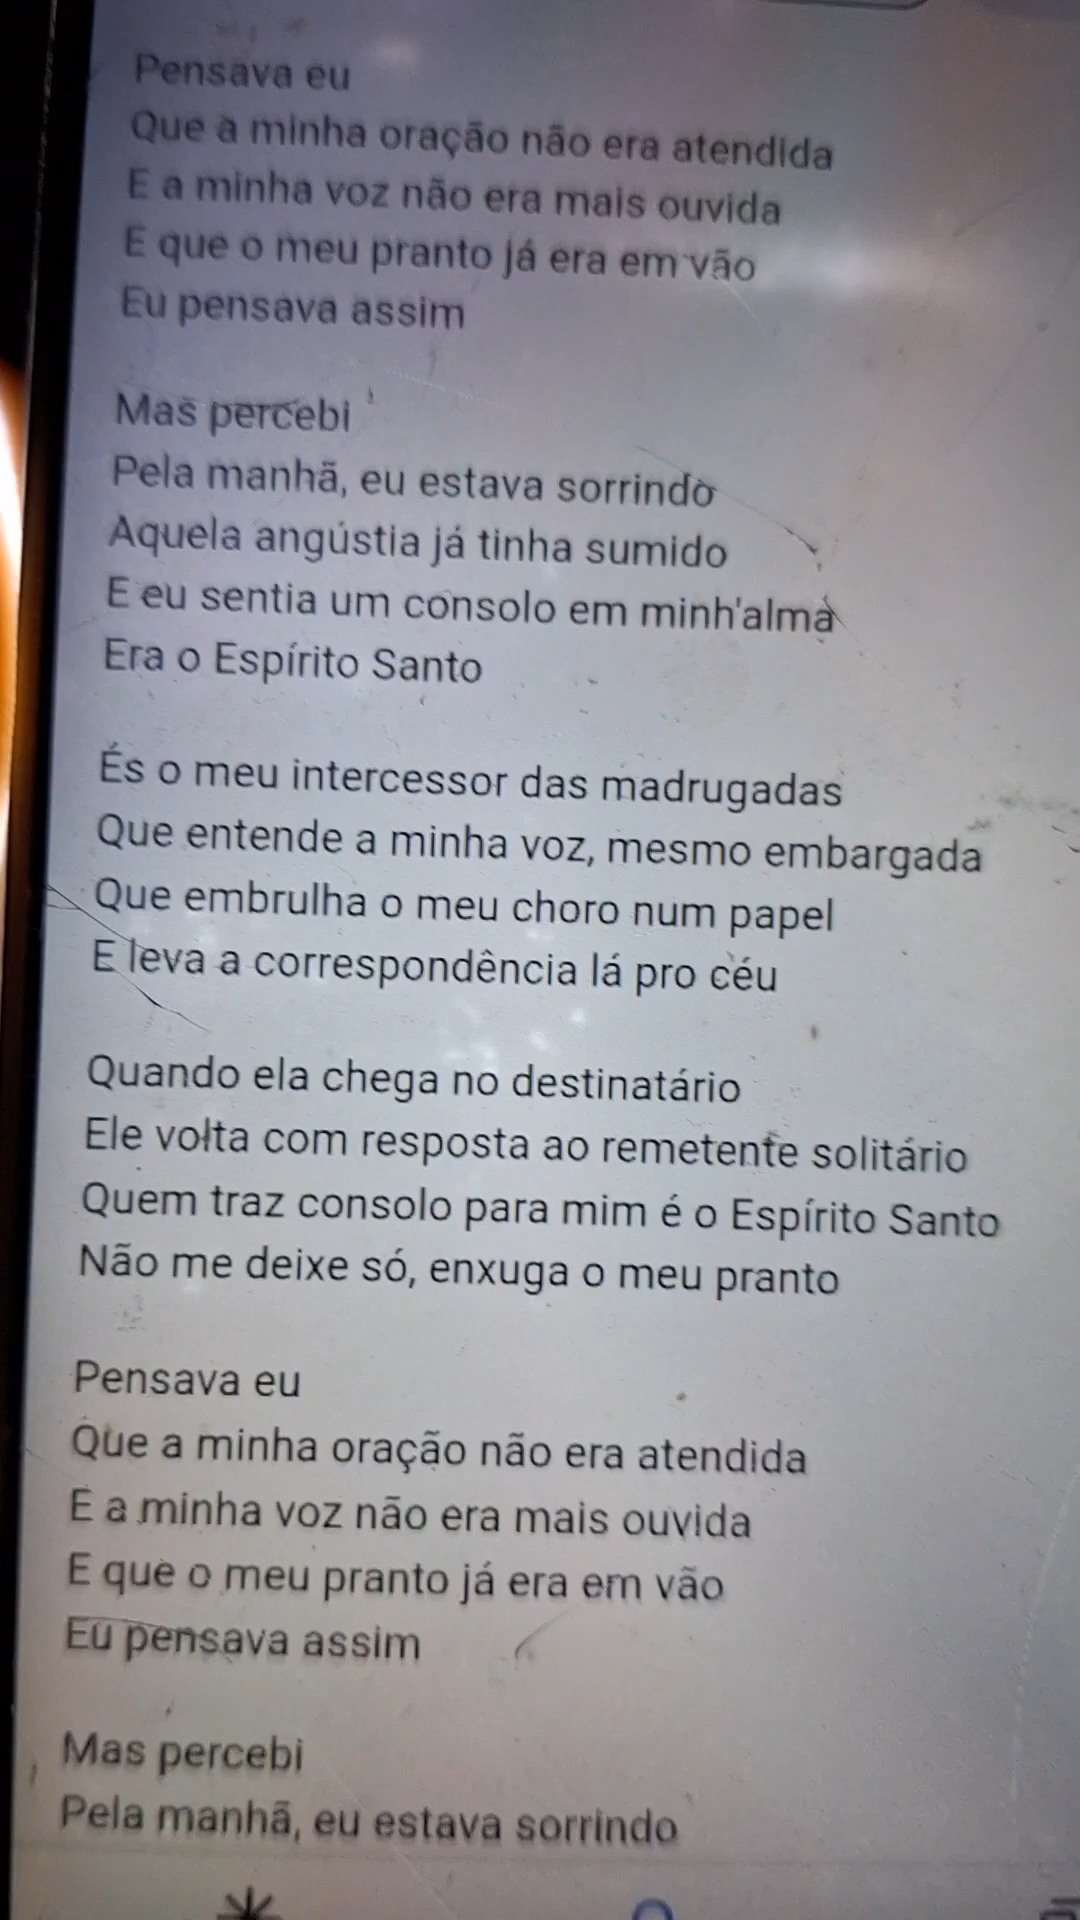 Pensava eu
Que a minha oração não era atendida
E a minha voz não era mais ouvida
E que o meu pranto já era em vão
Eu pensava assim
Mas percebi
Pela manhã, eu estava sorrindo
Aquela angústia já tinha sumido
E eu sentia um consolo em minh'alma
Era o Espírito Santo
És o meu intercessor das madrugadas
Que entende a minha voz, mesmo embargada
Que embrulha o meu choro num papel
E leva a correspondência lá pro céu
Quando ela chega no destinatário
Ele volta com resposta ao remetente solitário
Quem traz consolo para mim é o Espírito Santo
Não me deixe só, enxuga o meu pranto
Pensava eu
Que a minha oração não era atendida
E a minha voz não era mais ouvida
E que o meu pranto já era em vão
Eu pensava assim
Mas percebi
Pela manhã, eu estava sorrindo